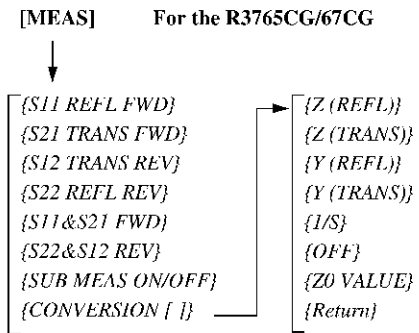 [MEAS] For the R3765CG/67CG
{S11 REFL FWD}
{S21 TRANS FWD}
{S12 TRANS REV}
{S22 REFL REV}
{S11&S21 FWD}
{S22&S12 REV}
{SUB MEAS ON/OFF}
{CONVERSION [ ]}
{Z (REFL)}
{Z (TRANS)}
{Y (REFL)}
{Y (TRANS)}
{1/S}
{OFF}
{Z0 VALUE}
{Return}